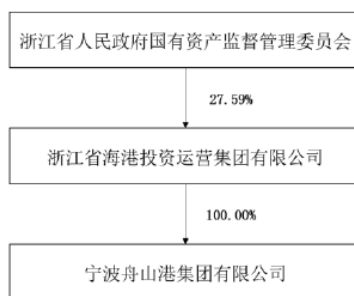 浙江省人民政府国有资产监督管理委员会
27.59%
浙江省海港投资运营集团有限公司
100.00%
宁波舟山港集团有限公司